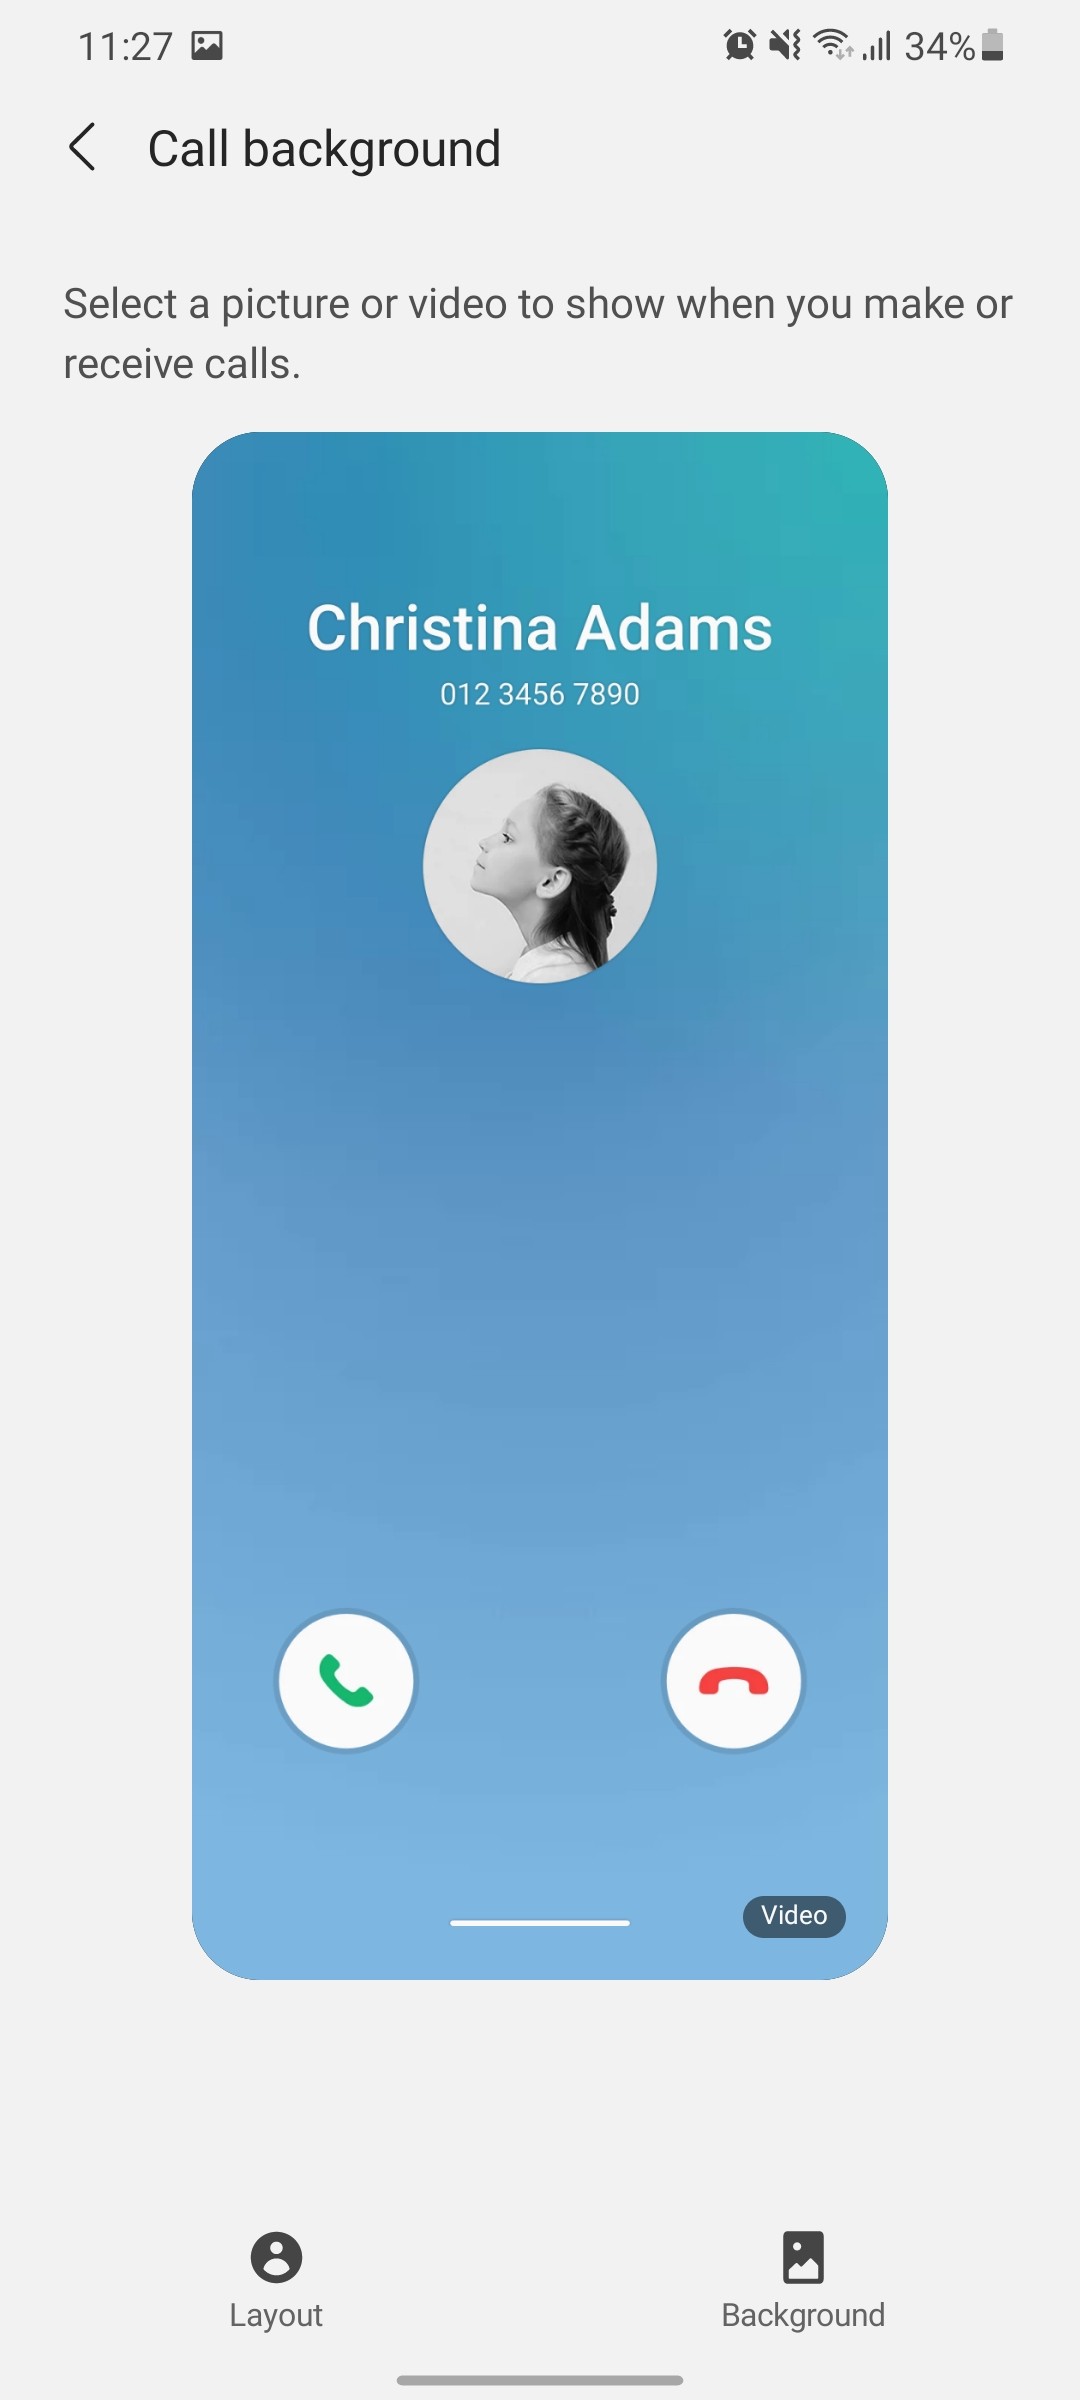 11:27 34%
Call background
Select a picture or video to show when you make or
receive calls.
Christina Adams
012 3456 7890
Video
Layout Background